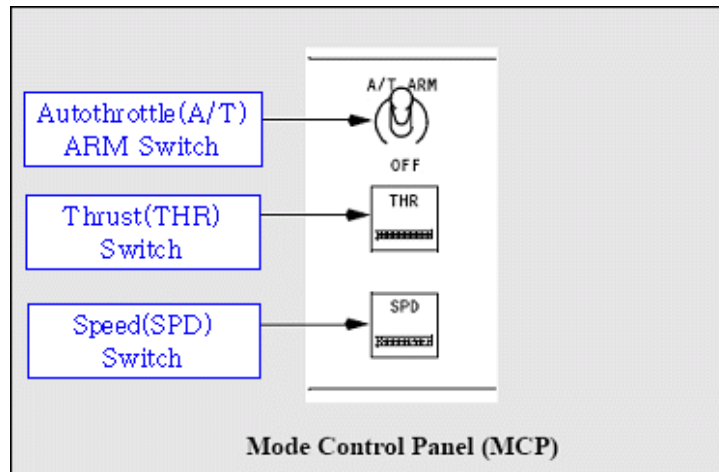 A/T ARM
Autothrottle(A/T)
ARM Switch
OFF
THR
Thrust(THR)
Switch
SPD
Speed(SPD)
Switch
Mode Control Panel (MCP)